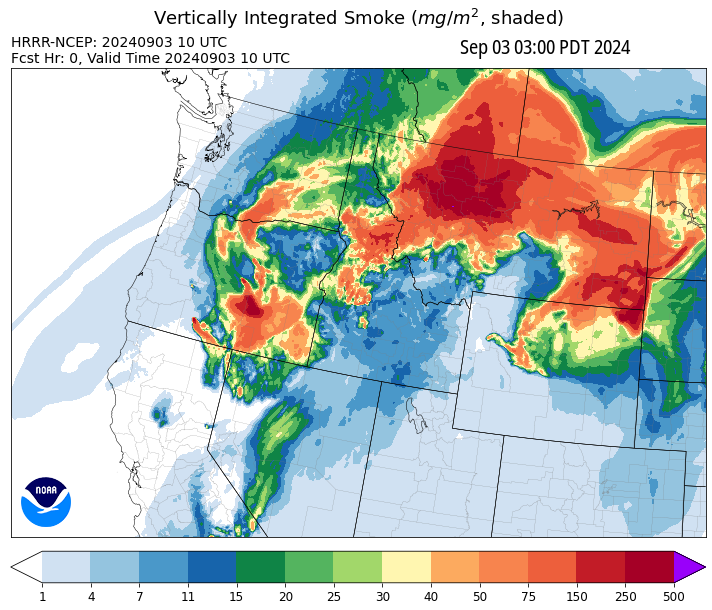 Vertically Integrated Smoke (mg/m², shaded)
HRRR-NCEP: 20240903 10 UTC
Fcst Hr: 0, Valid Time 20240903 10 UTC
Sep 03 03:00 PDT 2024
NOAA
1 4 7 11 15 20 25 30 40 50 75 150 250 500